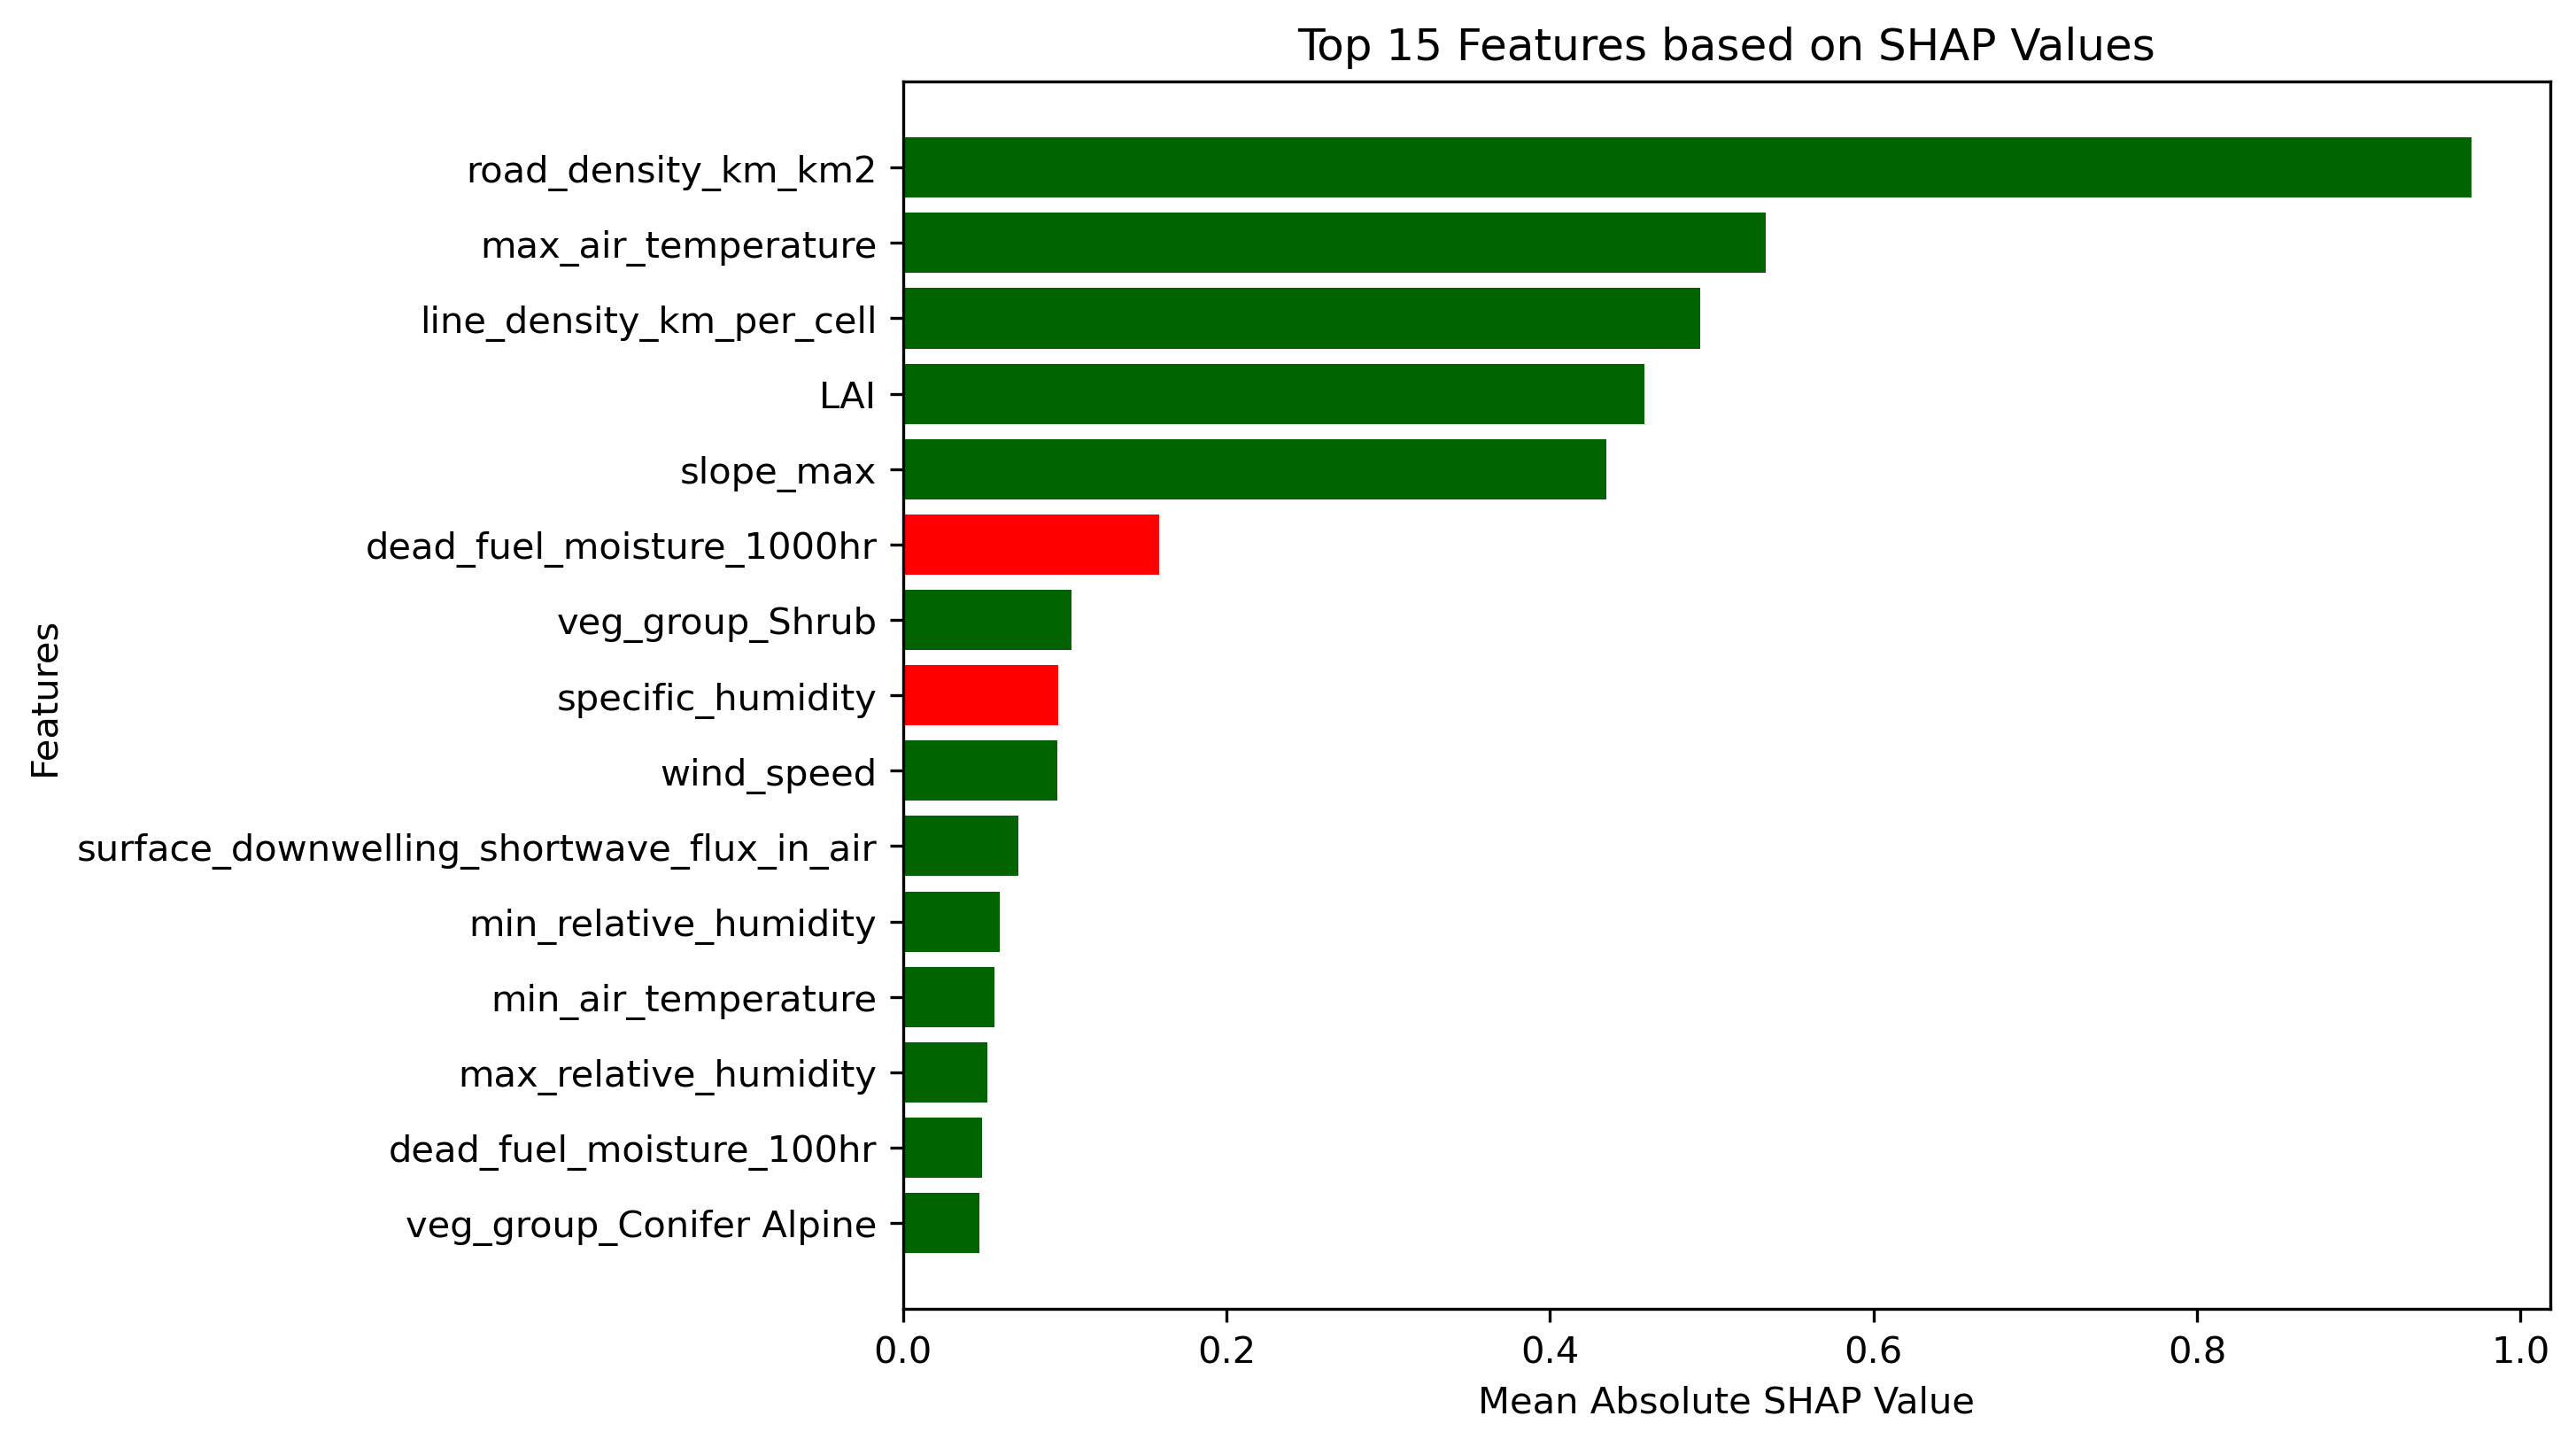 Top 15 Features based on SHAP Values
Features
road_density_km_km2
max_air_temperature
line_density_km_per_cell
LAI
slope_max
dead_fuel_moisture_1000hr
veg_group_Shrub
specific_humidity
wind_speed
surface_downwelling_shortwave_flux_in_air
min_relative_humidity
min_air_temperature
max_relative_humidity
dead_fuel_moisture_100hr
veg_group_Conifer Alpine
0.0 0.2 0.4 0.6 0.8 1.0
Mean Absolute SHAP Value